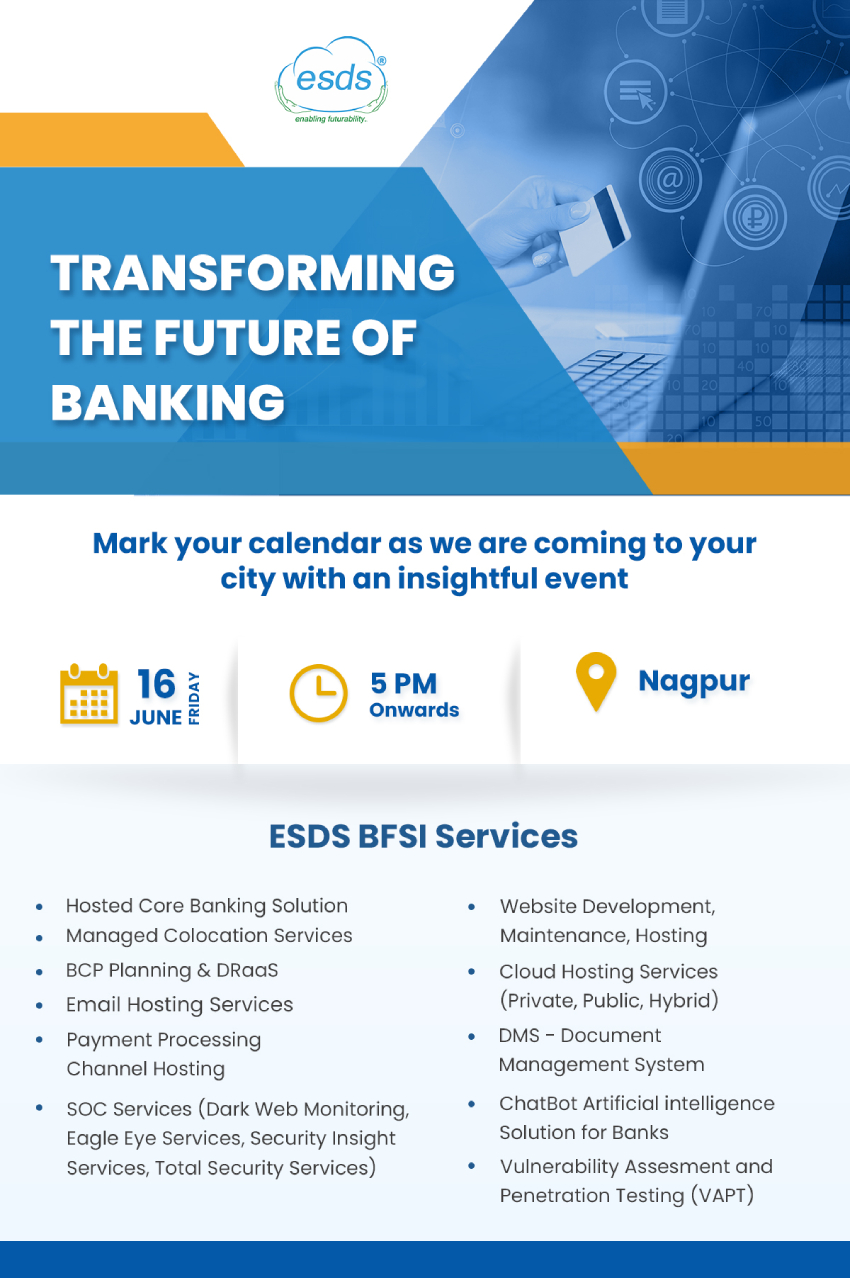 esds®
enabling futurability.
TRANSFORMING
THE FUTURE OF
BANKING
Mark your calendar as we are coming to your
city with an insightful event
16
JUNE
FRIDAY
5 PM
Onwards
Nagpur
ESDS BFSI Services
• Hosted Core Banking Solution
• Managed Colocation Services
• BCP Planning & DRaaS
• Email Hosting Services
• Payment Processing
Channel Hosting
• SOC Services (Dark Web Monitoring,
Eagle Eye Services, Security Insight
Services, Total Security Services)
• Website Development,
Maintenance, Hosting
• Cloud Hosting Services
(Private, Public, Hybrid)
• DMS - Document
Management System
• ChatBot Artificial intelligence
Solution for Banks
• Vulnerability Assesment and
Penetration Testing (VAPT)